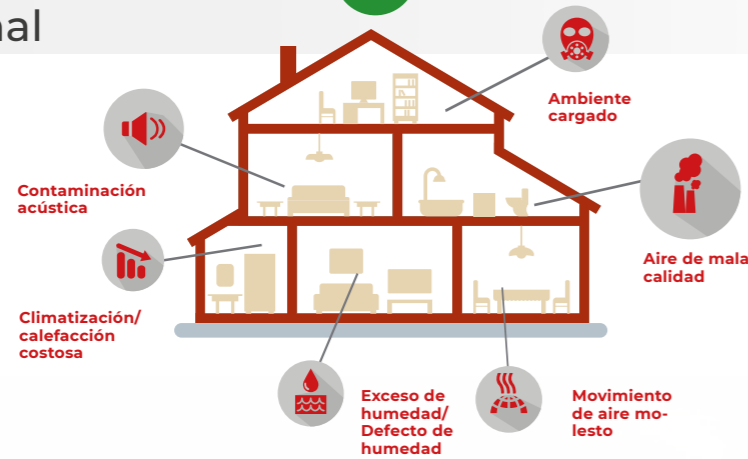 nal
Ambiente
cargado
Contaminación
acústica
Aire de mala
calidad
Climatización/
calefacción
costosa
Exceso de
humedad/
Defecto de
humedad
Movimiento
de aire mo-
lesto